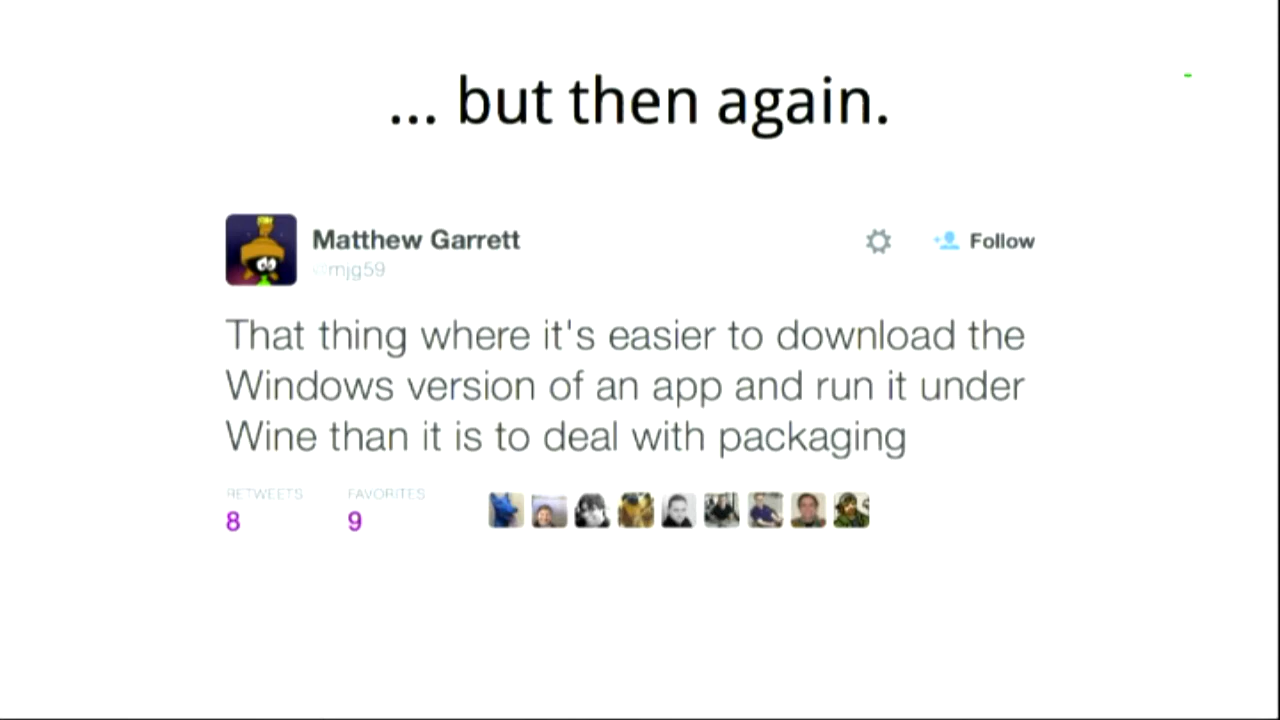 ... but then again.
Matthew Garrett
@mjg59
Follow
That thing where it's easier to download the
Windows version of an app and run it under
Wine than it is to deal with packaging
RETWEETS FAVORITES
8 9